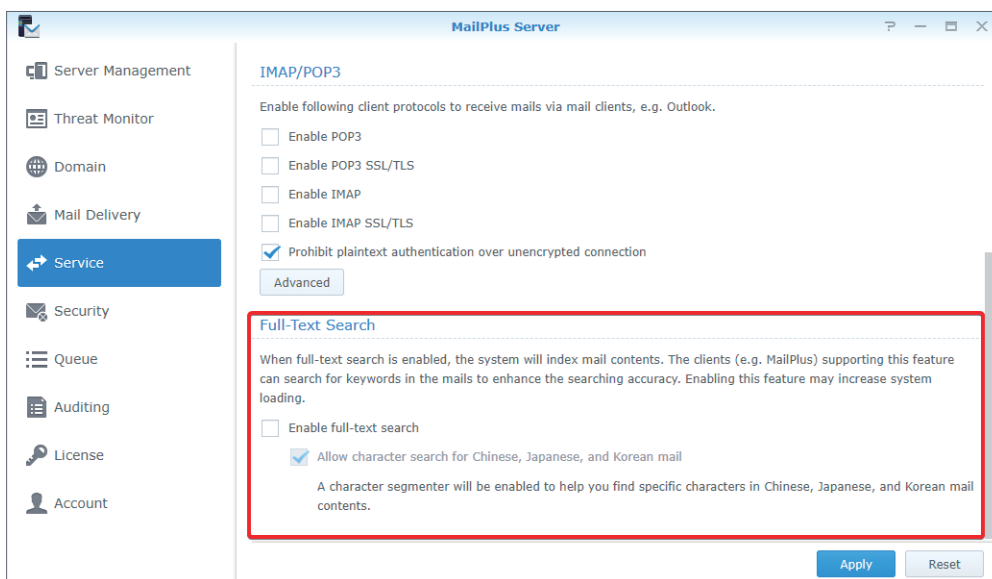 MailPlus Server
Server Management
Threat Monitor
Domain
Mail Delivery
Service
Security
Queue
Auditing
License
Account
IMAP/POP3
Enable following client protocols to receive mails via mail clients, e.g. Outlook.
Enable POP3
Enable POP3 SSL/TLS
Enable IMAP
Enable IMAP SSL/TLS
Prohibit plaintext authentication over unencrypted connection
Advanced
Full-Text Search
When full-text search is enabled, the system will index mail contents. The clients (e.g. MailPlus) supporting this feature
can search for keywords in the mails to enhance the searching accuracy. Enabling this feature may increase system
loading.
Enable full-text search
Allow character search for Chinese, Japanese, and Korean mail
A character segmenter will be enabled to help you find specific characters in Chinese, Japanese, and Korean mail
contents.
Apply
Reset